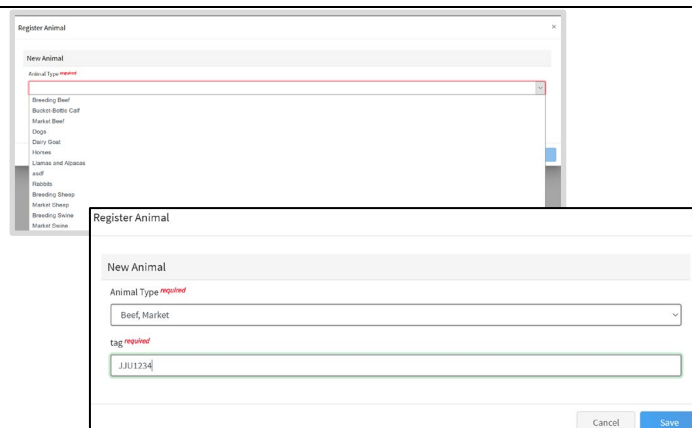 Register Animal
×
New Animal
Animal Type required
Breeding Beef
Bucket-Bottle Calf
Market Beef
Dogs
Dairy Goat
Horses
Llamas and Alpacas
asdf
Rabbits
Breeding Sheep
Market Sheep
Breeding Swine
Market Swine
Register Animal
New Animal
Animal Type required
Beef, Market
tag required
JJU1234
Cancel Save